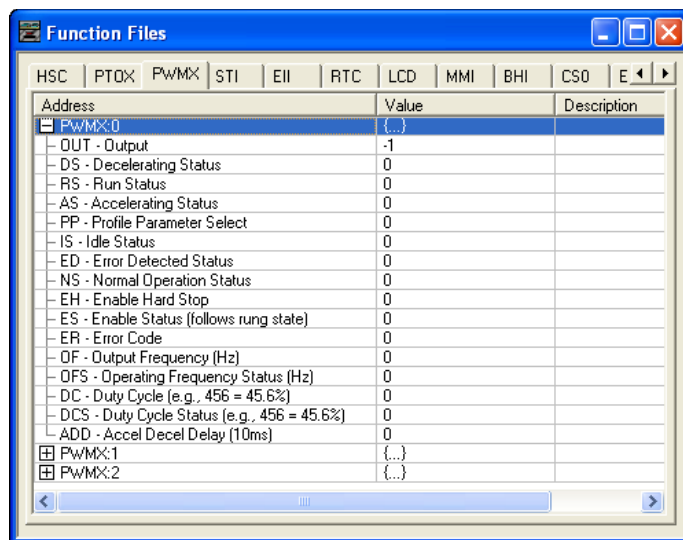 Function Files
HSC PTOX PWMX STI EII RTC LCD MMI BHI CS0 E
Address Value Description
PWMX:0 {...}
OUT - Output -1
DS - Decelerating Status 0
RS - Run Status 0
AS - Accelerating Status 0
PP - Profile Parameter Select 0
IS - Idle Status 0
ED - Error Detected Status 0
NS - Normal Operation Status 0
EH - Enable Hard Stop 0
ES - Enable Status (follows rung state) 0
ER - Error Code 0
OF - Output Frequency (Hz) 0
OFS - Operating Frequency Status (Hz) 0
DC - Duty Cycle (e.g., 456 = 45.6%) 0
DCS - Duty Cycle Status (e.g., 456 = 45.6%) 0
ADD - Accel Decel Delay (10ms) 0
PWMX:1 {...}
PWMX:2 {...}